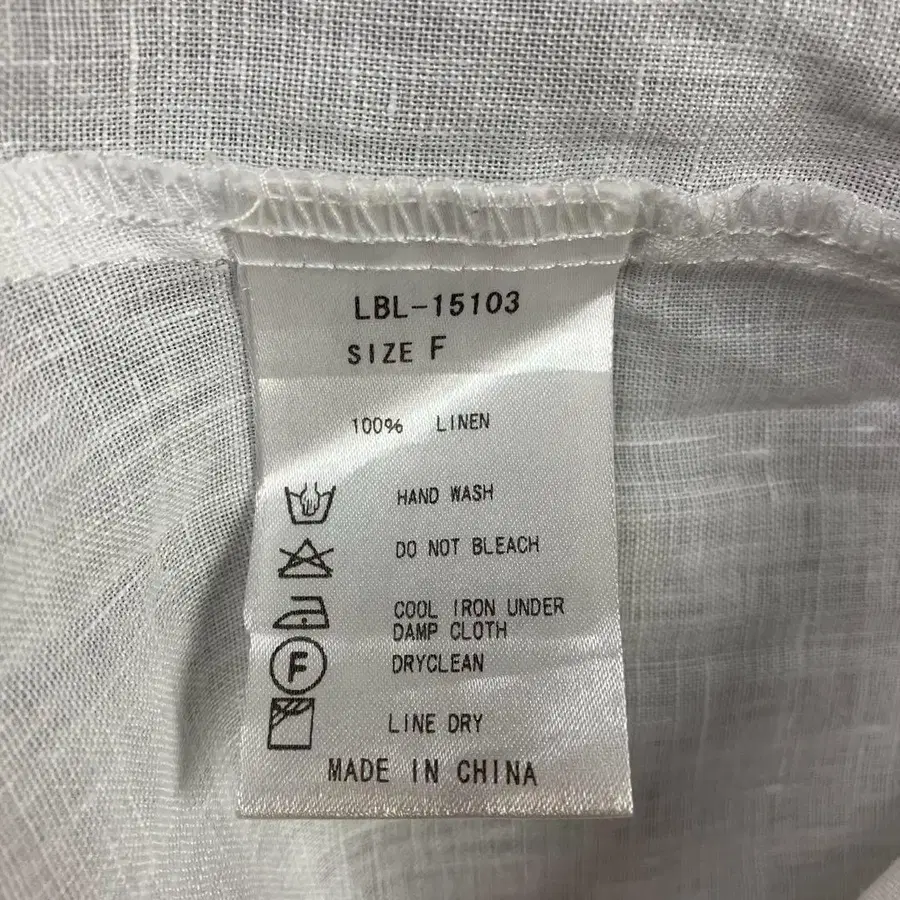 LBL-15103
SIZE F
100% LINEN
HAND WASH
DO NOT BLEACH
COOL IRON UNDER
DAMP CLOTH
F DRYCLEAN
LINE DRY
MADE IN CHINA